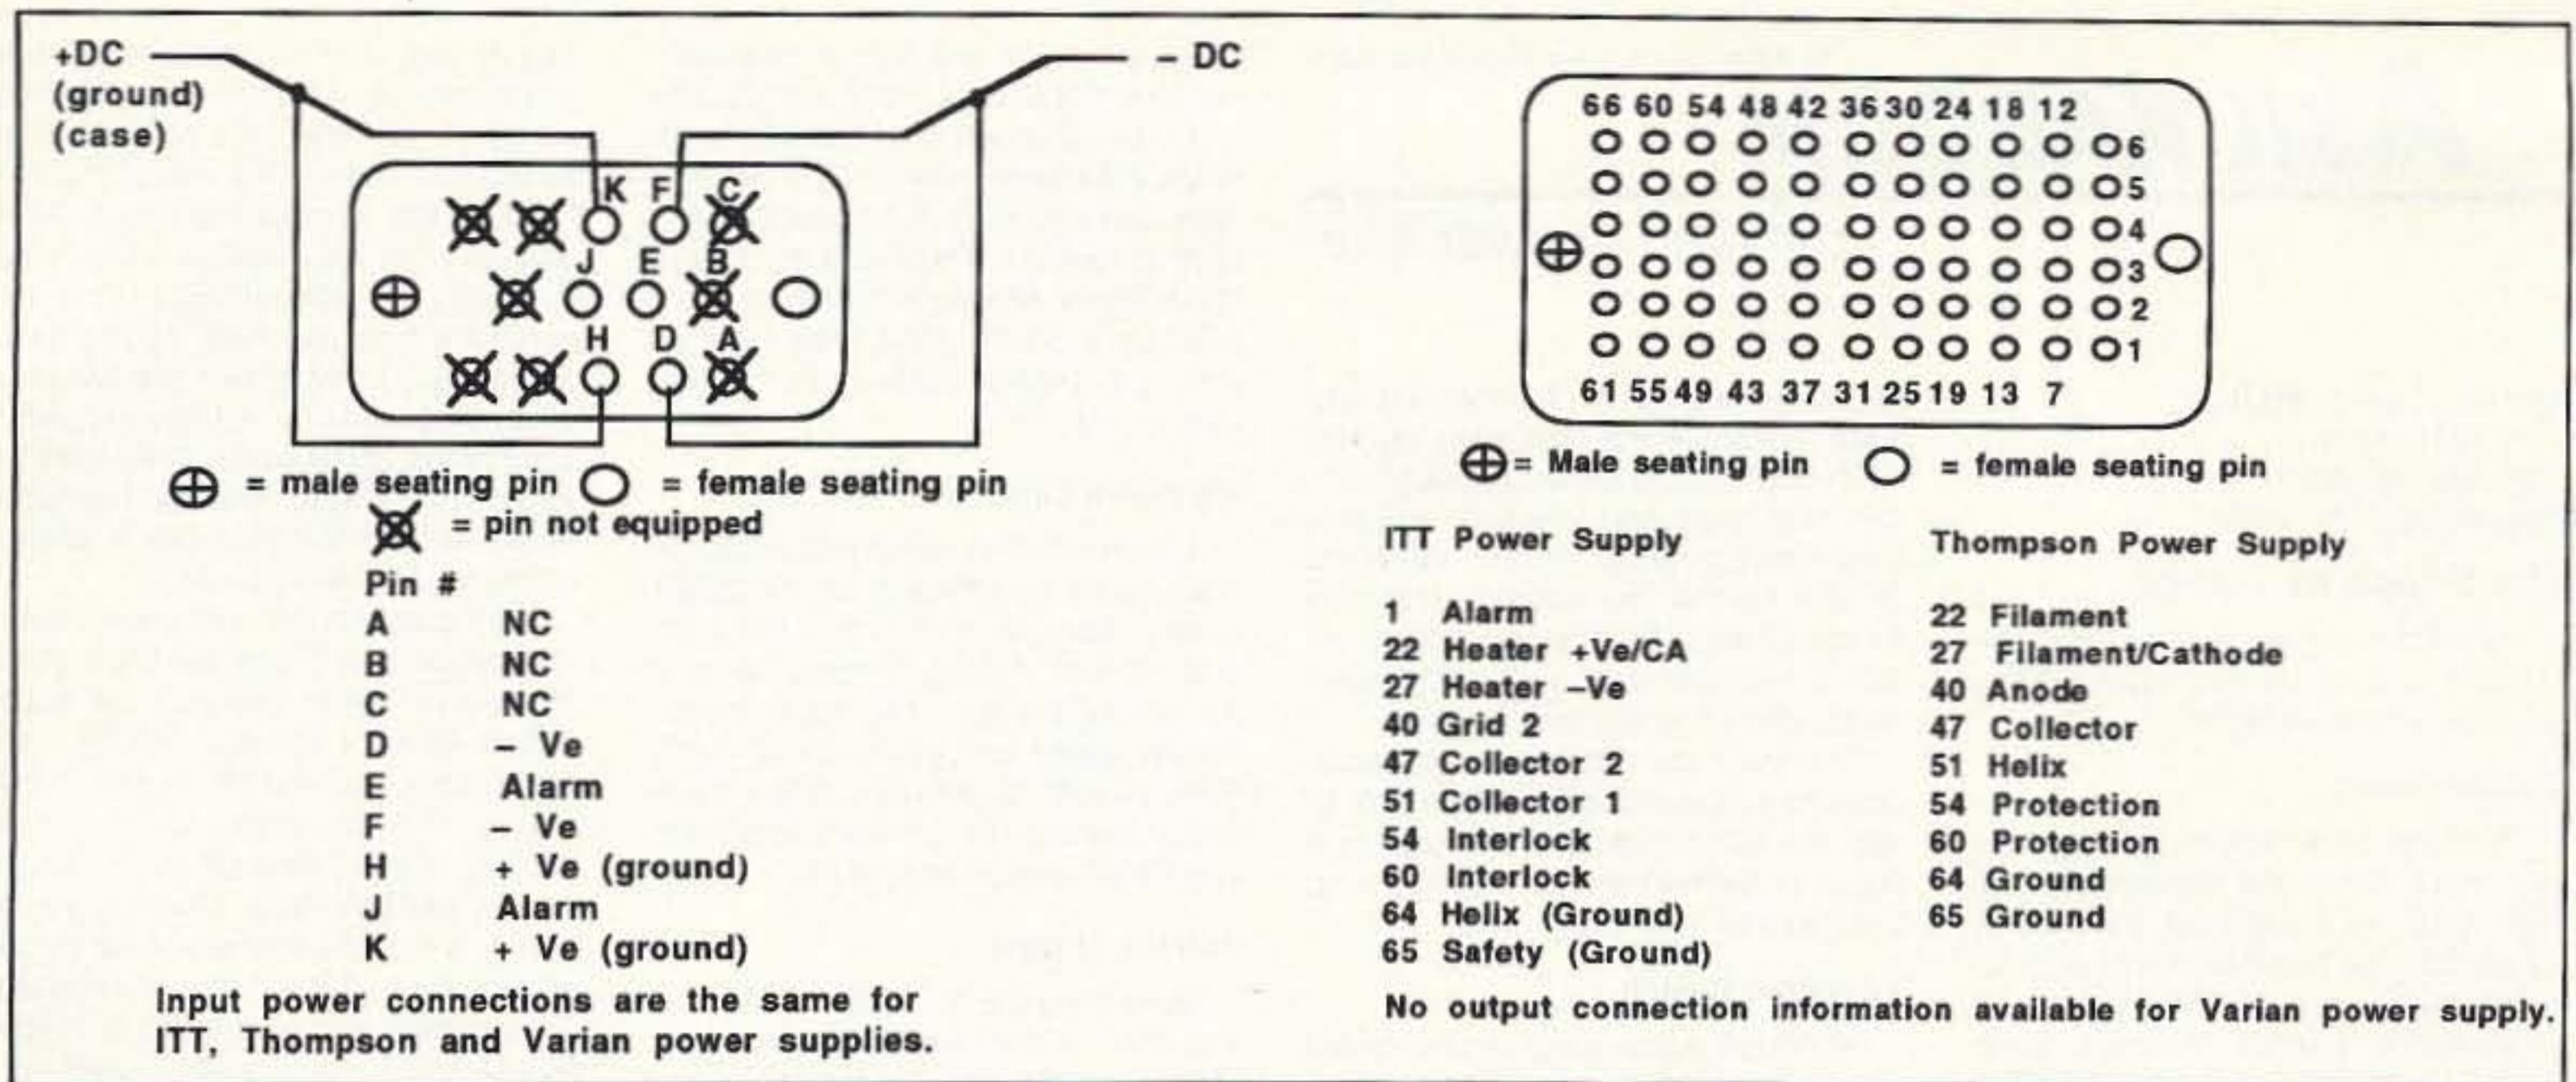 +DC
(ground)
(case)
– DC
K F C
J E B
H D A
= male seating pin
= female seating pin
= pin not equipped
Pin #
A NC
B NC
C NC
D – Ve
E Alarm
F – Ve
H + Ve (ground)
J Alarm
K + Ve (ground)
Input power connections are the same for
ITT, Thompson and Varian power supplies.
66 60 54 48 42 36 30 24 18 12
6
5
4
3
2
1
61 55 49 43 37 31 25 19 13 7
= Male seating pin
= female seating pin
ITT Power Supply
1 Alarm
22 Heater +Ve/CA
27 Heater –Ve
40 Grid 2
47 Collector 2
51 Collector 1
54 Interlock
60 Interlock
64 Helix (Ground)
65 Safety (Ground)
Thompson Power Supply
22 Filament
27 Filament/Cathode
40 Anode
47 Collector
51 Helix
54 Protection
60 Protection
64 Ground
65 Ground
No output connection information available for Varian power supply.